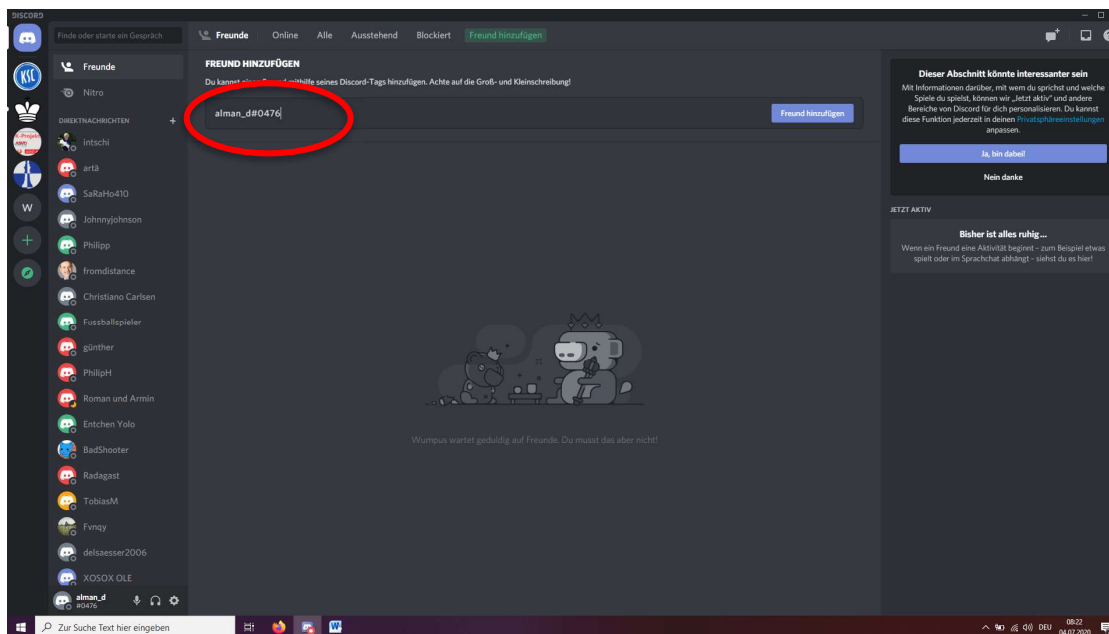 DISCORD
Finde oder starte ein Gespräch
Freunde
Online
Alle
Ausstehend
Blockiert
Freund hinzufügen
Freunde
Nitro
DIREKTNACHRICHTEN +
intschi
artä
SaRaHo410
Johnnyjohnson
Philipp
fromdistance
Christiano Carlsen
Fussballspieler
günther
PhilipH
Roman und Armin
Entchen Yolo
BadShooter
Radagast
TobiasM
Fvnqy
delsaesser2006
XOSOX OLE
alman_d
#0476
KSC
W
FREUND HINZUFÜGEN
Du kannst mithilfe seines Discord-Tags hinzufügen. Achte auf die Groß- und Kleinschreibung!
alman_d#0476
Freund hinzufügen
Wumpus wartet geduldig auf Freunde. Du musst das aber nicht!
Dieser Abschnitt könnte interessanter sein
Mit Informationen darüber, mit wem du sprichst und welche
Spiele du spielst, können wir „Jetzt aktiv“ und andere
Bereiche von Discord für dich personalisieren. Du kannst
diese Funktion jederzeit in deinen Privatsphäreeinstellungen
anpassen.
Ja, bin dabei!
Nein danke
JETZT AKTIV
Bisher ist alles ruhig...
Wenn ein Freund eine Aktivität beginnt – zum Beispiel etwas
spielt oder im Sprachchat abhängt – siehst du es hier!
Zur Suche Text hier eingeben
DEU
08:22
04.07.2020